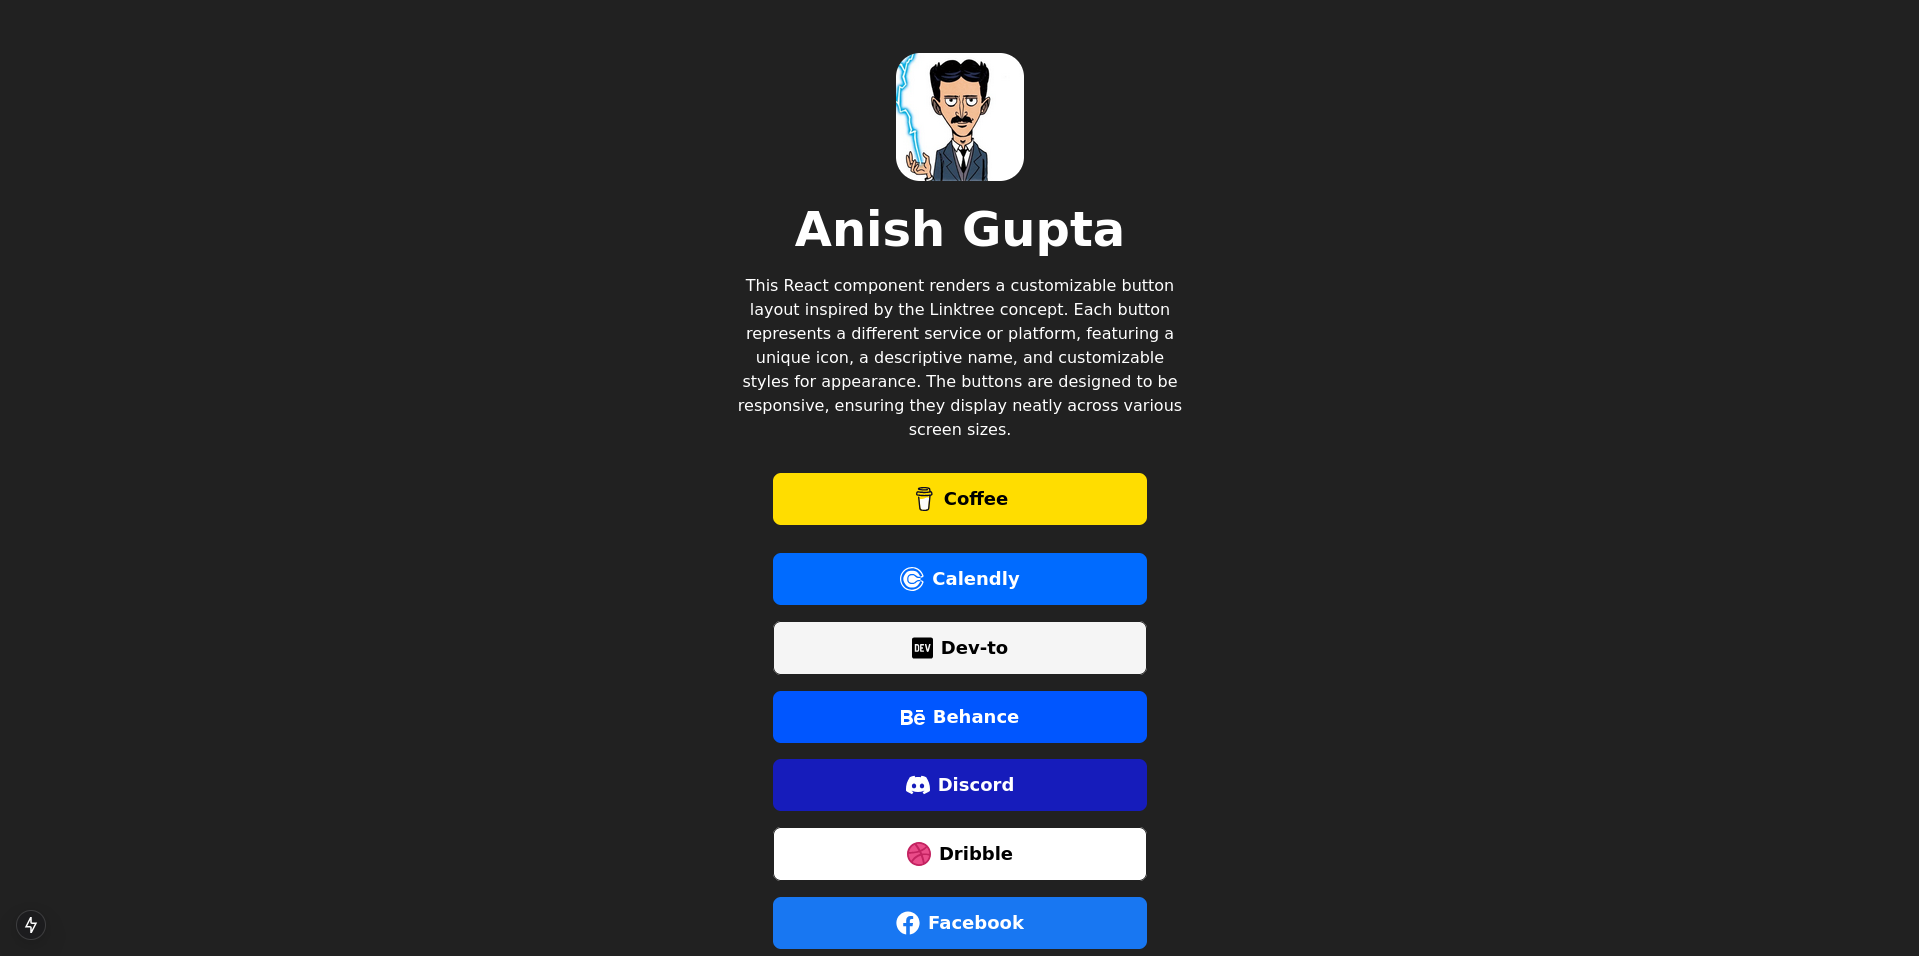 Anish Gupta
This React component renders a customizable button
layout inspired by the Linktree concept. Each button
represents a different service or platform, featuring a
unique icon, a descriptive name, and customizable
styles for appearance. The buttons are designed to be
responsive, ensuring they display neatly across various
screen sizes.
Coffee
Calendly
DEV Dev-to
Bē Behance
Discord
Dribble
Facebook